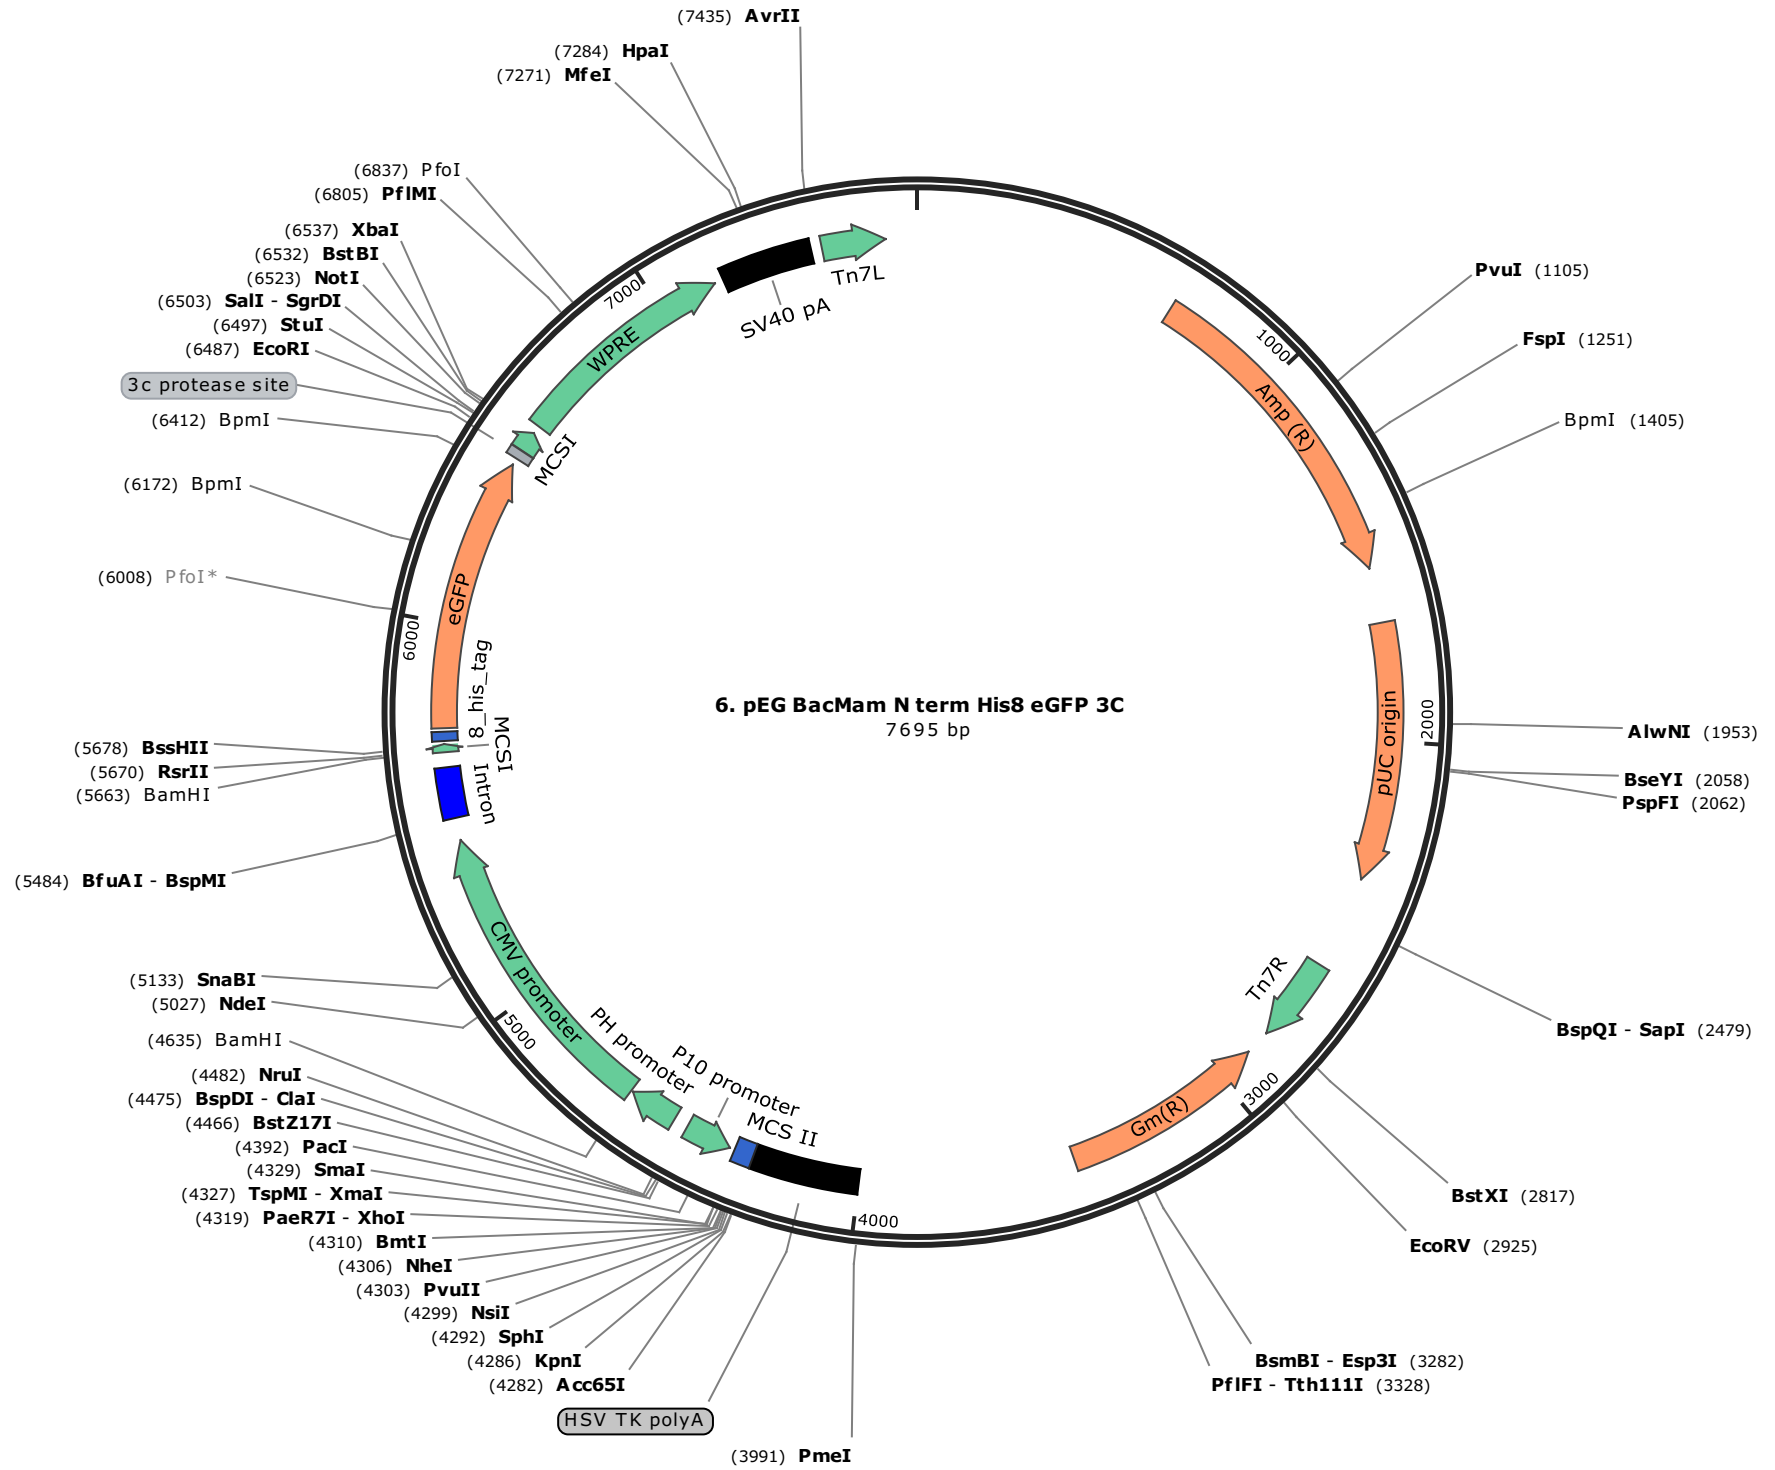 (7435) AvrII
(7284) HpaI
(7271) MfeI
(6837) PfoI
(6805) PflMI
(6537) XbaI
(6532) BstBI
(6523) NotI
(6503) SalI - SgrDI
(6497) StuI
(6487) EcoRI
3c protease site
(6412) BpmI
(6172) BpmI
(6008) PfoI*
(5678) BssHII
(5670) RsrII
(5663) BamHI
(5484) BfuAI - BspMI
(5133) SnaBI
(5027) NdeI
(4635) BamHI
(4482) NruI
(4475) BspDI - ClaI
(4466) BstZ17I
(4392) PacI
(4329) SmaI
(4327) TspMI - XmaI
(4319) PaeR7I - XhoI
(4310) BmtI
(4306) NheI
(4303) PvuII
(4299) NsiI
(4292) SphI
(4286) KpnI
(4282) Acc65I
HSV TK polyA
(3991) PmeI
PvuI (1105)
FspI (1251)
BpmI (1405)
AlwNI (1953)
BseYI (2058)
PspFI (2062)
BspQI - SapI (2479)
BstXI (2817)
EcoRV (2925)
BsmBI - Esp3I (3282)
PflFI - Tth111I (3328)
1000
2000
3000
4000
5000
6000
7000
Tn7L
SV40 pA
WPRE
MCSI
eGFP
8_his_tag
MCSI
Intron
CMV promoter
PH promoter
P10 promoter
MCS II
Gm(R)
Tn7R
pUC origin
Amp (R)
6. pEG BacMam N term His8 eGFP 3C
7695 bp